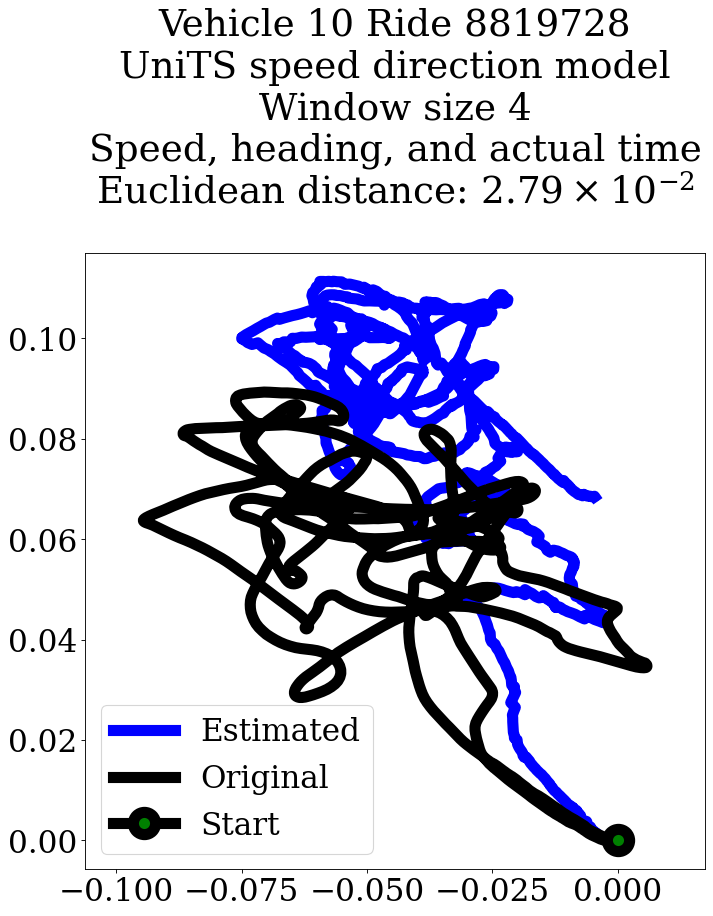 Vehicle 10 Ride 8819728
UniTS speed direction model
Window size 4
Speed, heading, and actual time
Euclidean distance: 2.79 × 10⁻²
0.10
0.08
0.06
0.04
0.02
0.00
Estimated
Original
Start
−0.100 −0.075 −0.050 −0.025 0.000